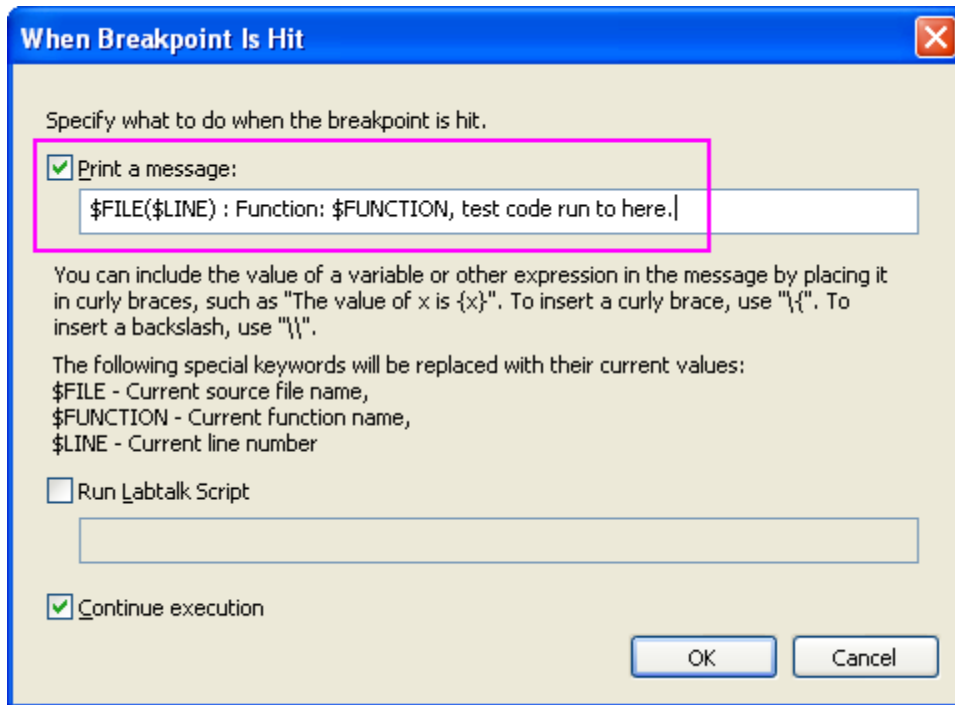 When Breakpoint Is Hit
Specify what to do when the breakpoint is hit.
Print a message:
$FILE($LINE) : Function: $FUNCTION, test code run to here.
You can include the value of a variable or other expression in the message by placing it
in curly braces, such as "The value of x is {x}". To insert a curly brace, use "\{". To
insert a backslash, use "\\".
The following special keywords will be replaced with their current values:
$FILE - Current source file name,
$FUNCTION - Current function name,
$LINE - Current line number
Run Labtalk Script
Continue execution
OK Cancel